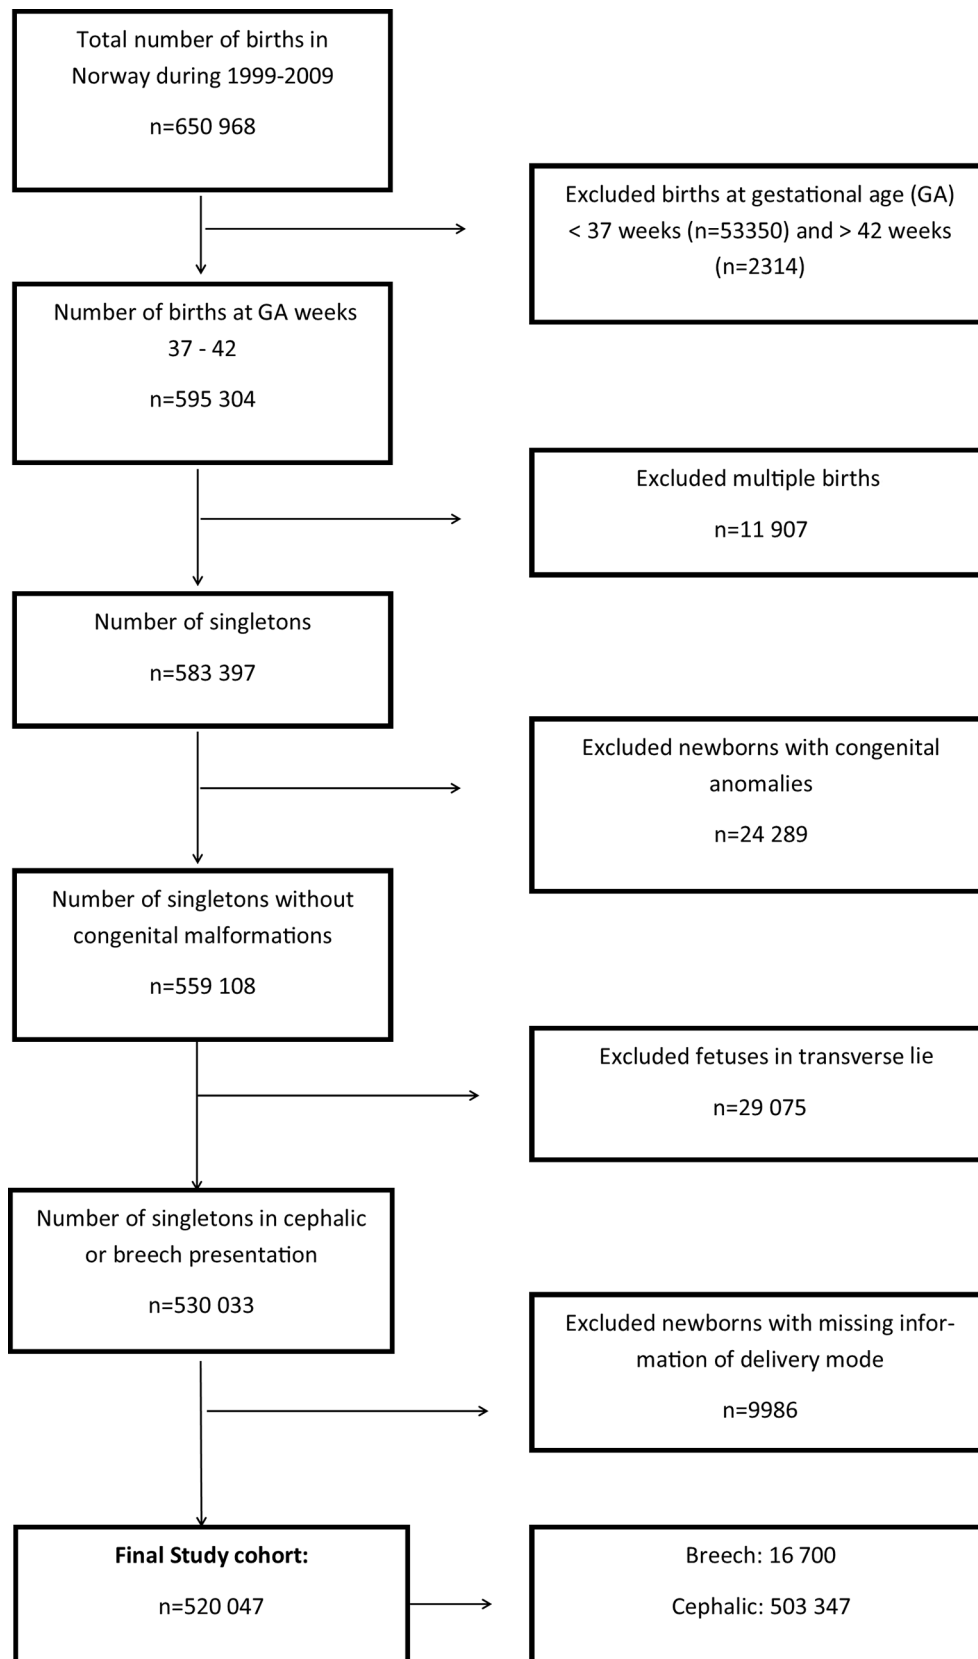 Total number of births in
Norway during 1999-2009
n=650 968
Excluded births at gestational age (GA)
< 37 weeks (n=53350) and > 42 weeks
(n=2314)
Number of births at GA weeks
37 - 42
n=595 304
Excluded multiple births
n=11 907
Number of singletons
n=583 397
Excluded newborns with congenital
anomalies
n=24 289
Number of singletons without
congenital malformations
n=559 108
Excluded fetuses in transverse lie
n=29 075
Number of singletons in cephalic
or breech presentation
n=530 033
Excluded newborns with missing infor-
mation of delivery mode
n=9986
Final Study cohort:
n=520 047
Breech: 16 700
Cephalic: 503 347